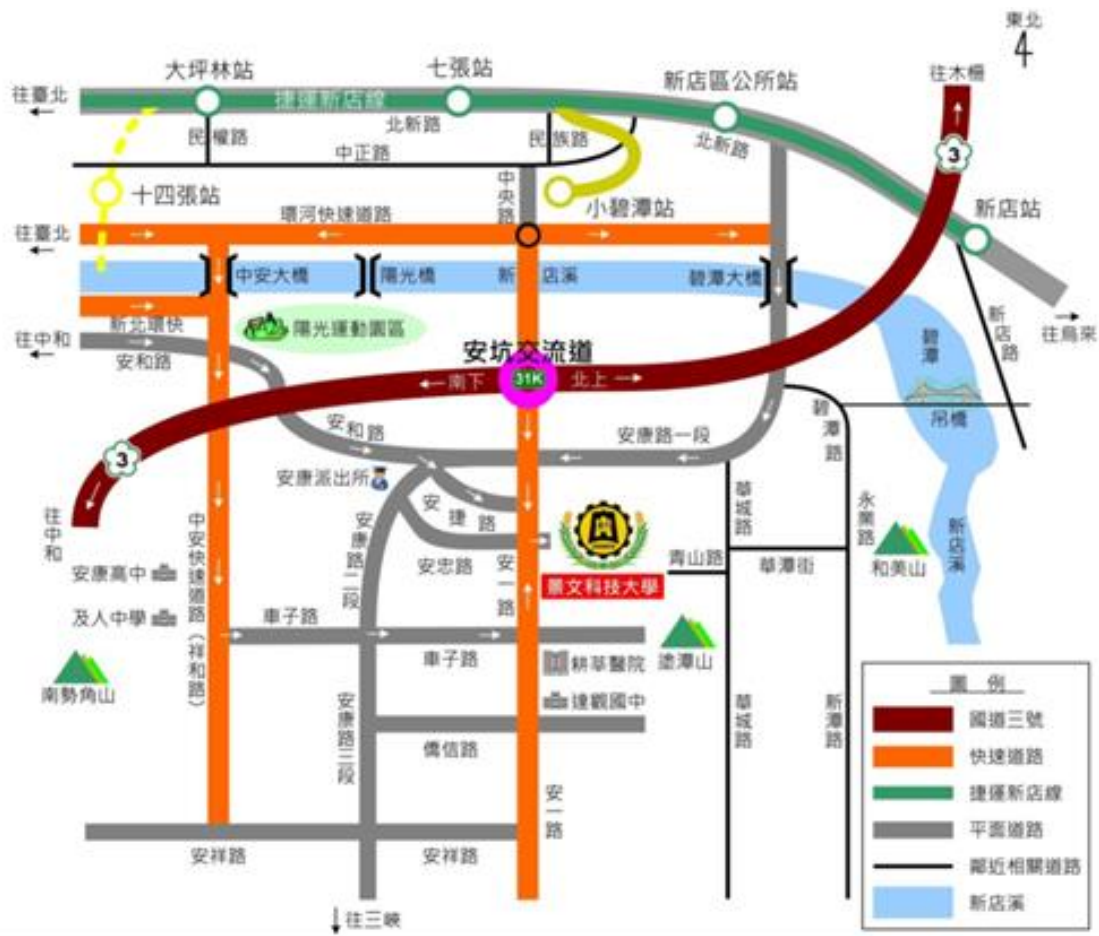 東北
4
大坪林站
七張站
新店區公所站
往木柵
往臺北
捷運新店線
北新路
北新路
3
民權路
民族路
中正路
十四張站
中央路
小碧潭站
新店站
環河快速道路
往臺北
中安大橋
陽光橋
新店溪
碧潭大橋
新北環快
陽光運動園區
往中和
安和路
安坑交流道
新店路
往烏來
碧潭
南下
31K
北上
吊橋
碧潭路
安和路
安康路一段
3
安康派出所
往中和
安捷路
華城路
永業路
新店溪
中安快速道路(祥和路)
安康路二段
安忠路
安一路
青山路
華潭街
和美山
安康高中
景文科技大學
及人中學
車子路
車子路
耕莘醫院
塗潭山
南勢角山
達觀國中
安康路三段
僑信路
華城路
新潭路
安一路
安祥路
安祥路
往三峽
圖例
國道三號
快速道路
捷運新店線
平面道路
鄰近相關道路
新店溪